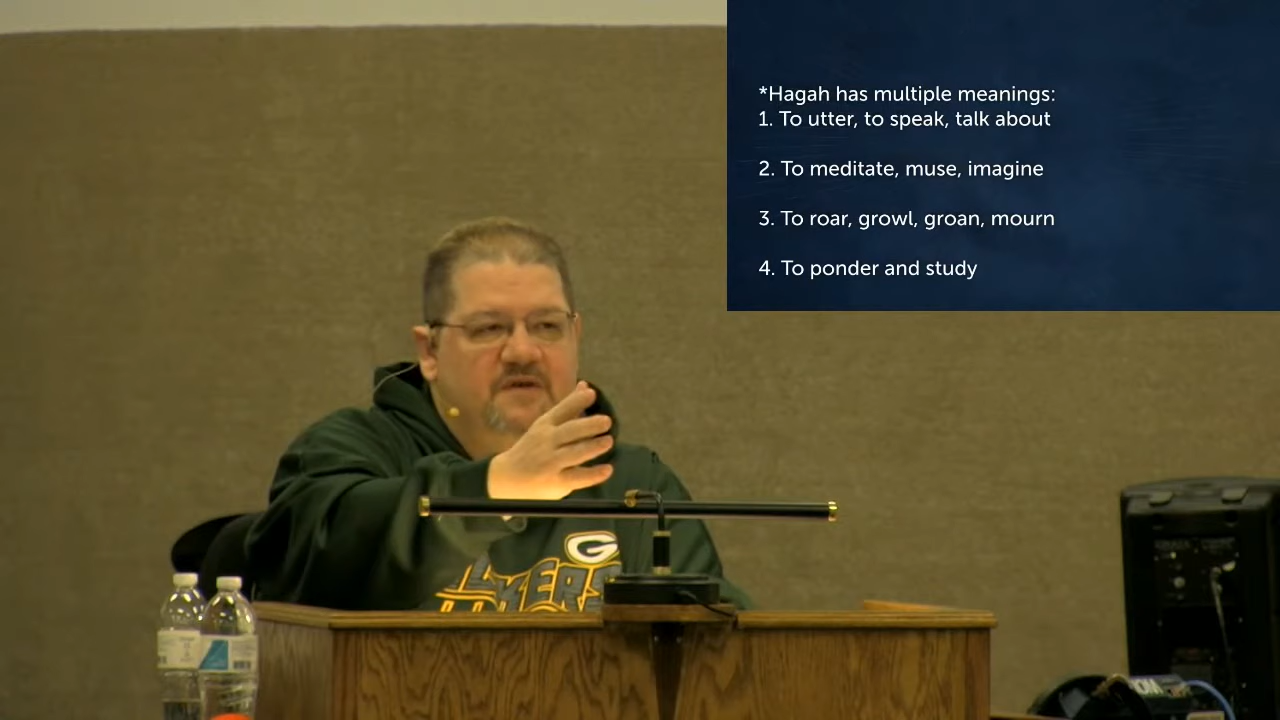 *Hagah has multiple meanings:
1. To utter, to speak, talk about
2. To meditate, muse, imagine
3. To roar, growl, groan, mourn
4. To ponder and study
G